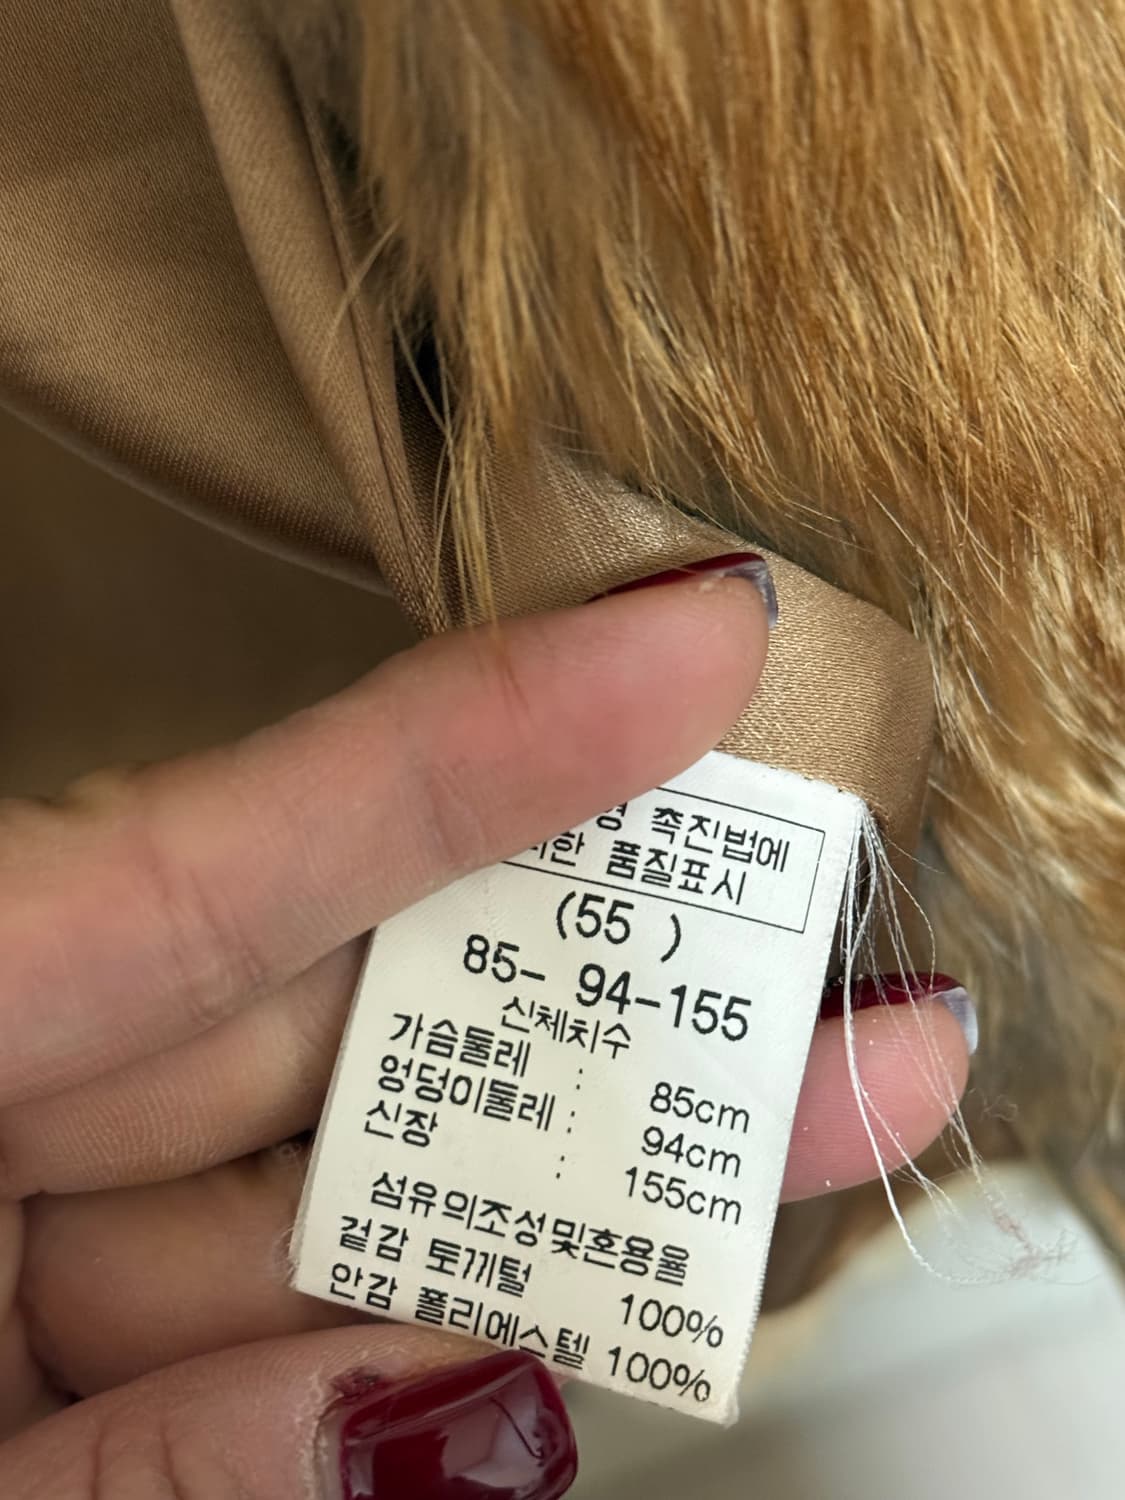 촉진법에
품질표시
(55 )
85- 94-155
신체치수
가슴둘레 : 85cm
엉덩이둘레 : 94cm
신장 : 155cm
섬유의조성및혼용율
겉감 토끼털 100%
안감 폴리에스텔 100%